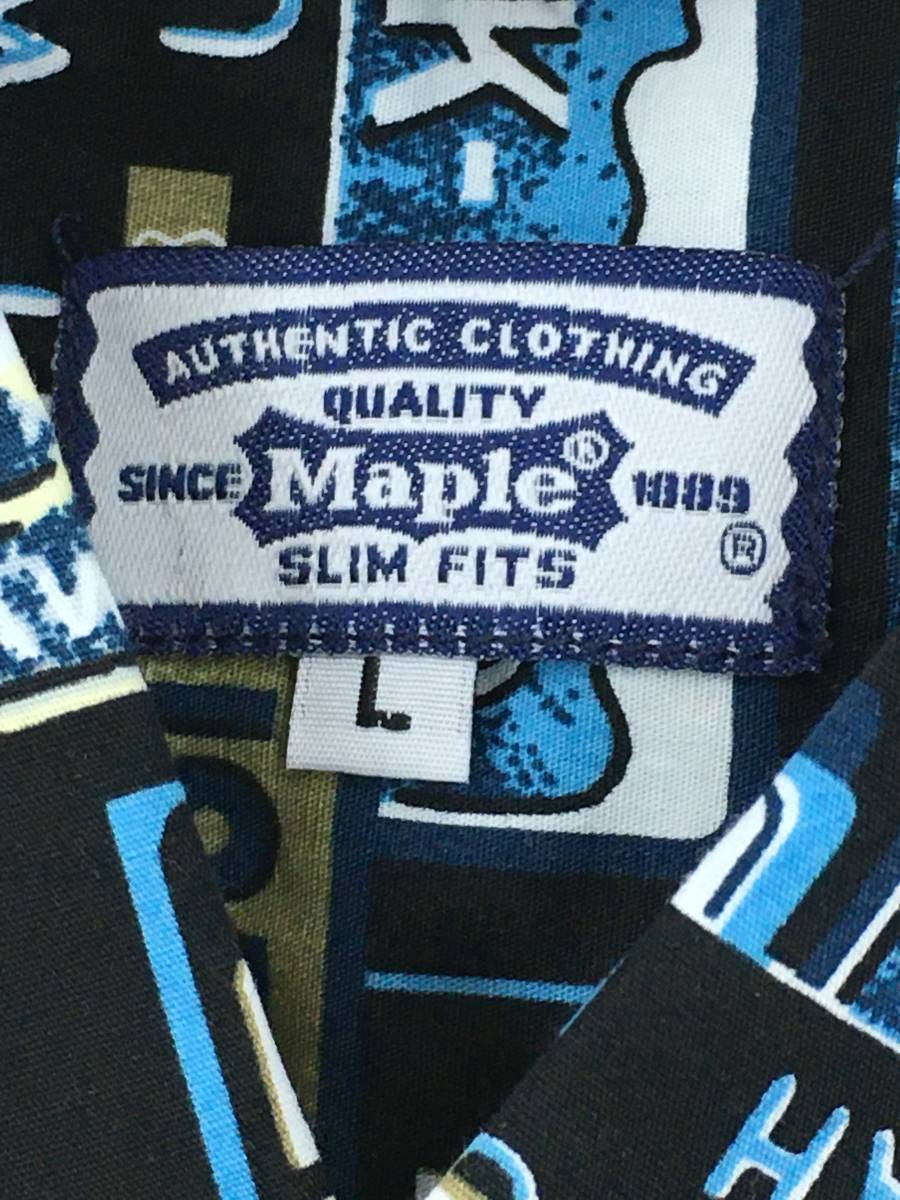 AUTHENTIC CLOTHING
QUALITY
SINCE Maple® 1989
®
SLIM FITS
L